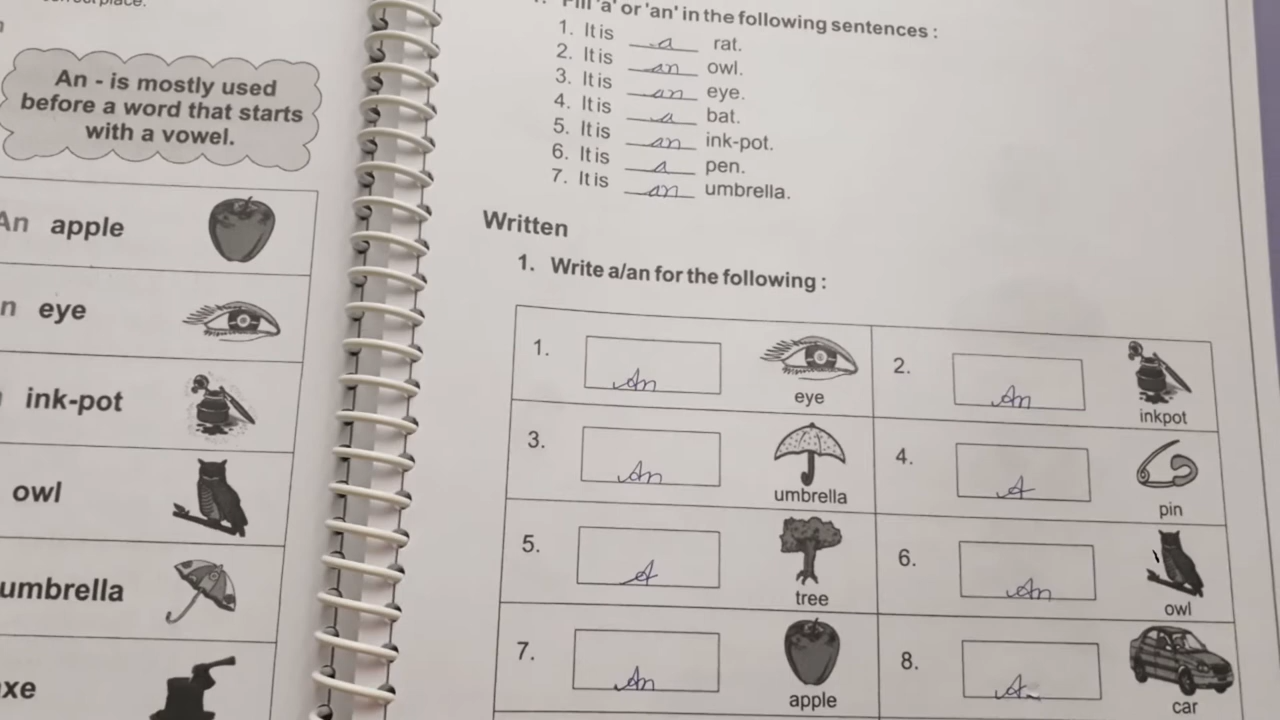 An - is mostly used
before a word that starts
with a vowel.
An apple
eye
ink-pot
owl
umbrella
'a' or 'an' in the following sentences :
1. It is a rat.
2. It is an owl.
3. It is an eye.
4. It is a bat.
5. It is an ink-pot.
6. It is a pen.
7. It is an umbrella.
Written
1. Write a/an for the following :
1. An eye
2. An inkpot
3. An umbrella
4. A pin
5. A tree
6. An owl
7. An apple
8. A car